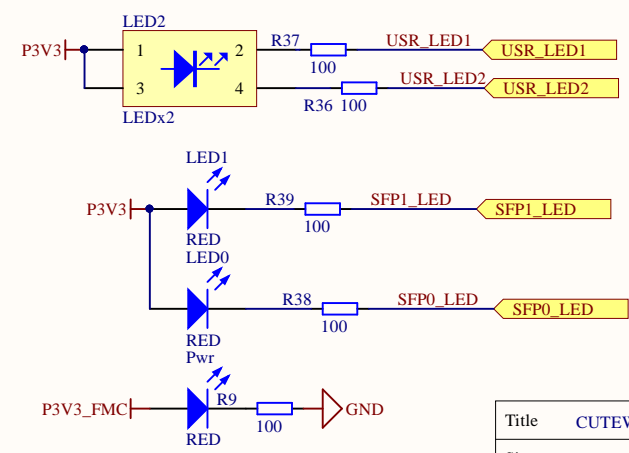 LED2
P3V3 1 2 R37 USR_LED1 USR_LED1
100
3 4 USR_LED2 USR_LED2
R36 100
LEDx2
LED1
P3V3 R39 SFP1_LED SFP1_LED
100
RED
LED0
R38 SFP0_LED SFP0_LED
100
RED
Pwr
P3V3_FMC R9 GND
100
RED
Title CUTEW